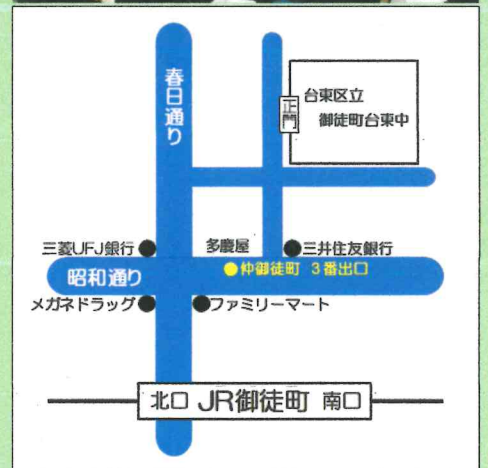 春日通り
台東区立
御徒町台東中
正門
三菱UFJ銀行
多慶屋
三井住友銀行
昭和通り
仲御徒町 3番出口
メガネドラッグ
ファミリーマート
北口 JR御徒町 南口